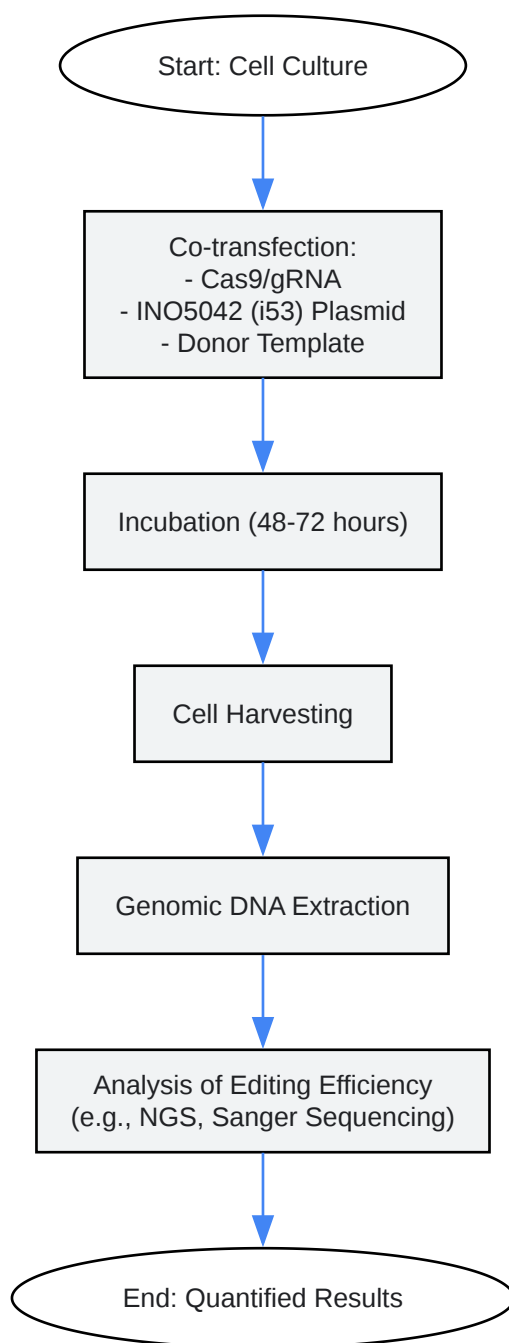 Start: Cell Culture
Co-transfection:
- Cas9/gRNA
- INO5042 (i53) Plasmid
- Donor Template
Incubation (48-72 hours)
Cell Harvesting
Genomic DNA Extraction
Analysis of Editing Efficiency
(e.g., NGS, Sanger Sequencing)
End: Quantified Results